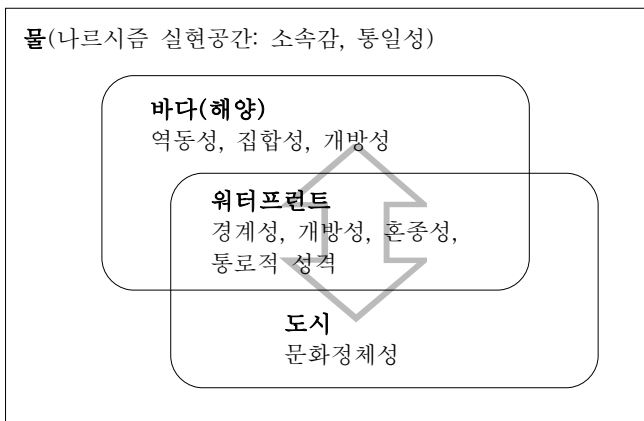 물(나르시즘 실현공간: 소속감, 통일성)
바다(해양)
역동성, 집합성, 개방성
워터프런트
경계성, 개방성, 혼종성,
통로적 성격
도시
문화정체성